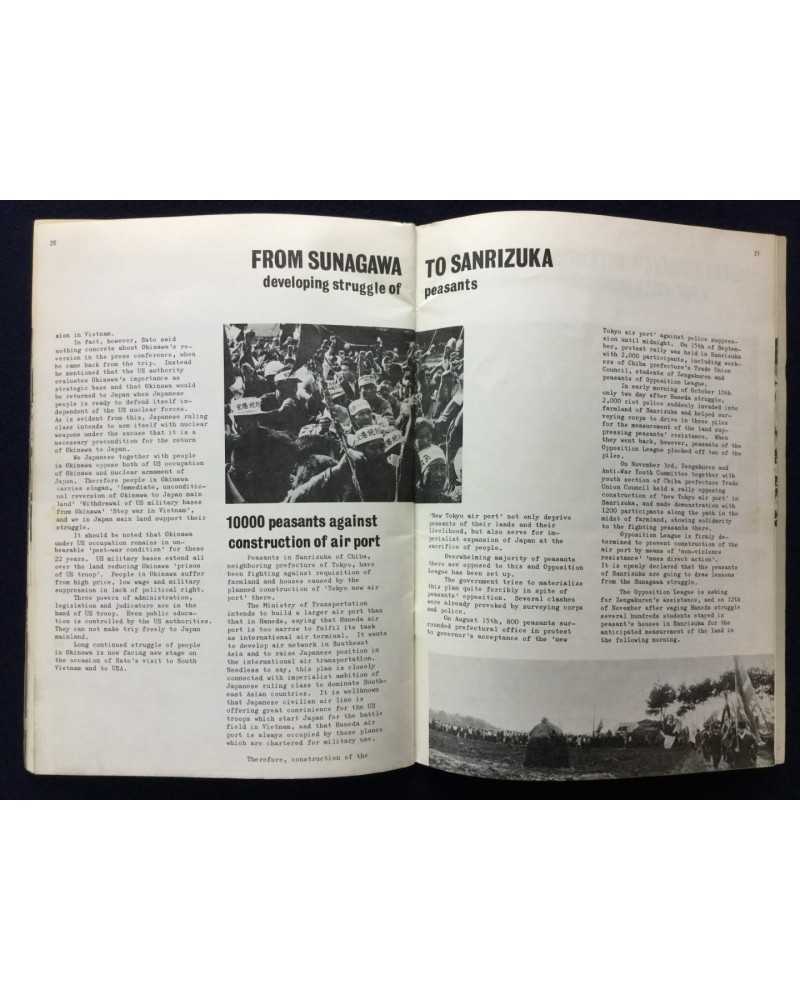 26
FROM SUNAGAWA
developing struggle of
sion in Vietnam.
In fact, however, Sato said
nothing concrete about Okinawa's re-
version in the press conference, when
he came back from the trip. Instead
he mentioned that the US authority
evaluates Okinawa's importance as
strategic base and that Okinawa would
be returned to Japan when Japanese
people is ready to defend itself in-
dependent of the US nuclear forces.
As is evident from this, Japanese ruling
class intends to arm itself with nuclear
weapons under the excuse that it is a
necessary precondition for the return
of Okinawa to Japan.
We Japanese together with people
in Okinawa oppose both of US occupation
of Okinawa and nuclear armament of
Japan. Therefore people in Okinawa
carries slogan, 'Immediate, unconditio-
nal reversion of Okinawa to Japan main
land' 'Withdrawal of US military bases
from Okinawa' 'Stop war in Vietnam',
and we in Japan main land support their
struggle.
It should be noted that Okinawa
under US occupation remains in un-
bearable 'post-war condition' for these
22 years. US military bases extend all
over the land reducing Okinawa 'prison
of US troop'. People in Okinawa suffer
from high price, low wage and military
suppression in lack of political right.
Three powers of administration,
legislation and judicature are in the
hand of US troop. Even public educa-
tion is controlled by the US authorities.
They can not make trip freely to Japan
mainland.
Long continued struggle of people
in Okinawa is now facing new stage on
the occasion of Sato's visit to South
Vietnam and to USA.
10000 peasants against
construction of air port
Peasants in Sanrizuka of Chiba,
neighboring prefecture of Tokyo, have
been fighting against requisition of
farmland and houses caused by the
planned construction of 'Tokyo new air
port' there.
The Ministry of Transportation
intends to build a larger air port than
that in Haneda, saying that Haneda air
port is too narrow to fulfil its task
as international air terminal. It wants
to develop air network in Southeast
Asia and to raise Japanese position in
the international air transportation.
Needless to say, this plan is closely
connected with imperialist ambition of
Japanese ruling class to dominate South-
east Asian countries. It is wellknown
that Japanese civilian air line is
offering great convinience for the US
troops which start Japan for the battle
field in Vietnam, and that Haneda air
port is always occupied by those planes
which are chartered for military use.
Therefore, construction of the
27
TO SANRIZUKA
peasants
'New Tokyo air port' not only deprive
peasants of their lands and their
livelihood, but also serve for im-
perialist expansion of Japan at the
sacrifice of people.
Overwhelming majority of peasants
there are opposed to this and Opposition
League has been set up.
The government tries to materialize
this plan quite forcibly in spite of
peasants' opposition. Several clashes
were already provoked by surveying corps
and police.
On August 15th, 800 peasants sur-
rounded prefectural office in protest
to governor's acceptance of the 'new
Tokyo air port' against police suppres-
sion until midnight. On 15th of Septem-
ber, protest rally was held in Sanrizuka
with 2,000 participants, including work-
ers of Chiba prefecture's Trade Union
Council, students of Zengakuren and
peasants of Opposition League.
In early morning of October 10th
only two day after Haneda struggle,
2,000 riot police suddenly invaded into
farmland of Sanrizuka and helped sur-
veying corps to drive in three piles
for the measurement of the land sup-
pressing peasants' resistance. When
they went back, however, peasants of the
Opposition League plucked off two of the
piles.
On November 3rd, Zengakuren and
Anti-War Youth Committee together with
youth section of Chiba prefecture Trade
Union Council held a rally opposing
construction of 'new Tokyo air port' in
Sanrizuka, and made demonstration with
1200 participants along the path in the
midst of farmland, showing solidarity
to the fighting peasants there.
Opposition League is firmly de-
termined to prevent construction of the
air port by means of 'non-violence
resistance' 'mass direct action'.
It is openly declared that the peasants
of Sanrizuka are going to draw lessons
from the Sunagawa struggle.
The Opposition League is asking
for Zengakuren's assistance, and on 12th
of November after waging Haneda struggle
several hundreds students stayed in
peasant's houses in Sanrizuka for the
anticipated measurement of the land in
the following morning.